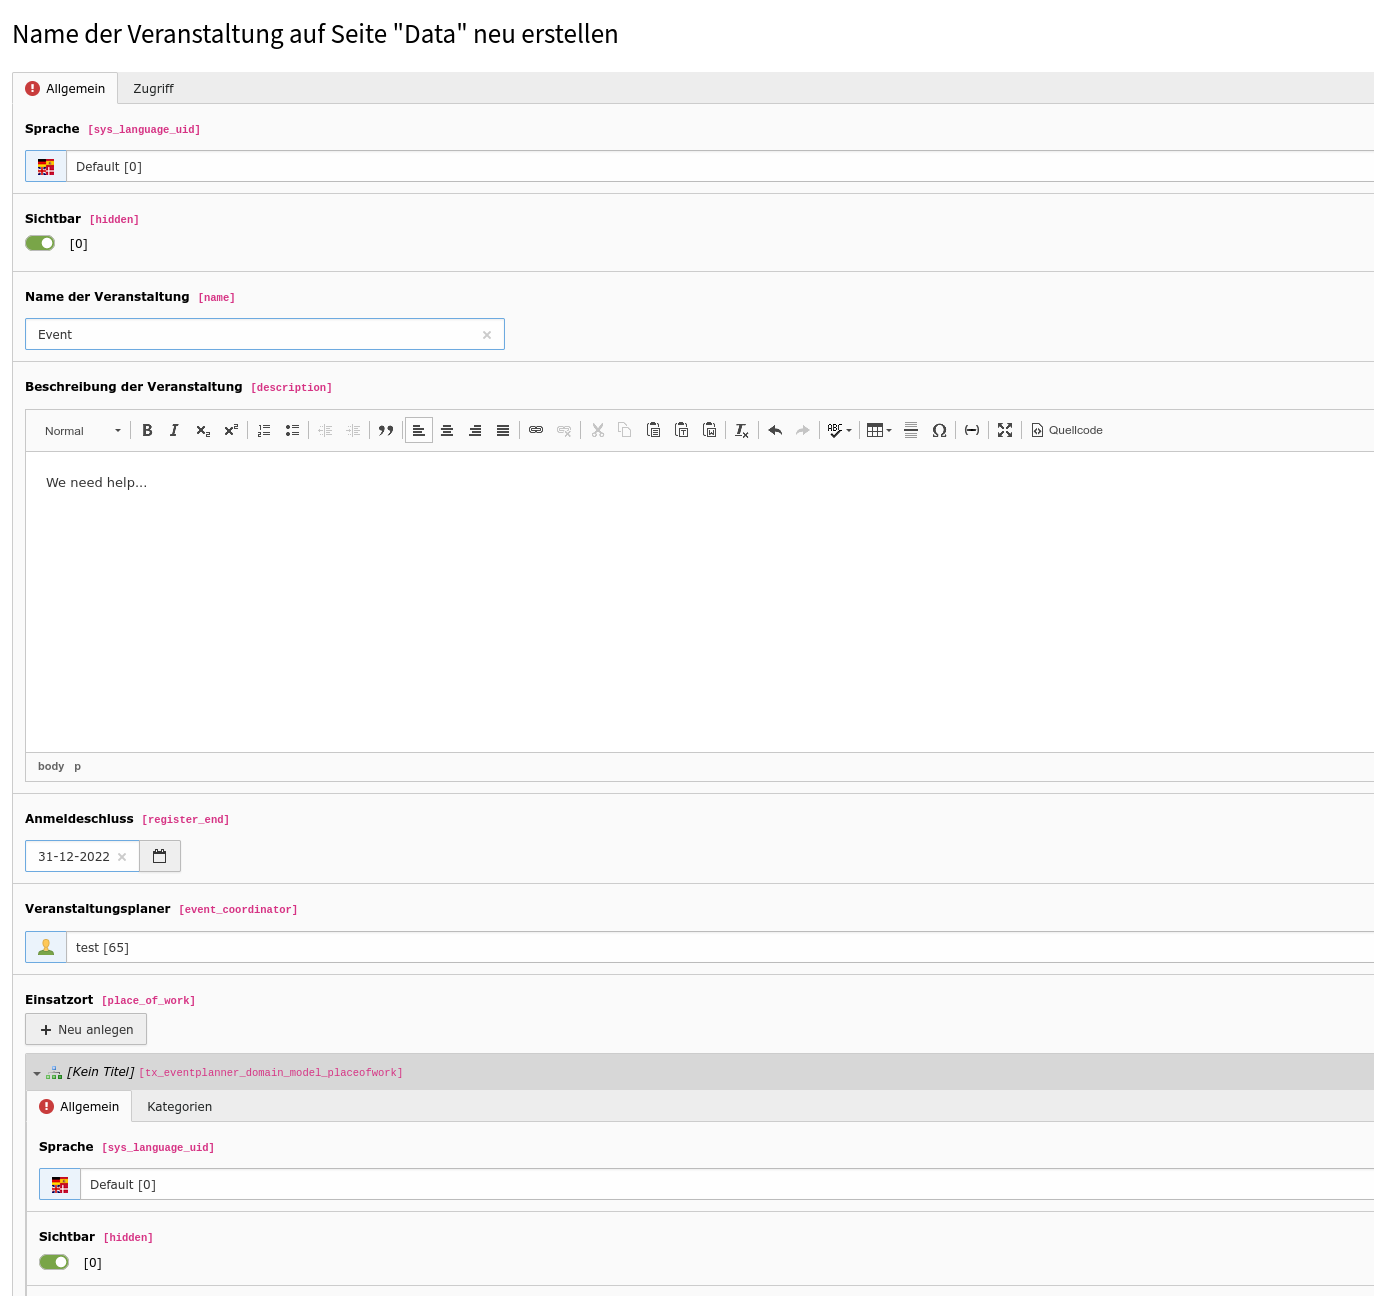 Name der Veranstaltung auf Seite "Data" neu erstellen
Allgemein Zugriff
Sprache [sys_language_uid]
Default [0]
Sichtbar [hidden]
[0]
Name der Veranstaltung [name]
Event
Beschreibung der Veranstaltung [description]
Normal B I x₂ x² ABC Ω Quellcode
We need help...
body p
Anmeldeschluss [register_end]
31-12-2022
Veranstaltungsplaner [event_coordinator]
test [65]
Einsatzort [place_of_work]
+ Neu anlegen
[Kein Titel] [tx_eventplanner_domain_model_placeofwork]
Allgemein Kategorien
Sprache [sys_language_uid]
Default [0]
Sichtbar [hidden]
[0]